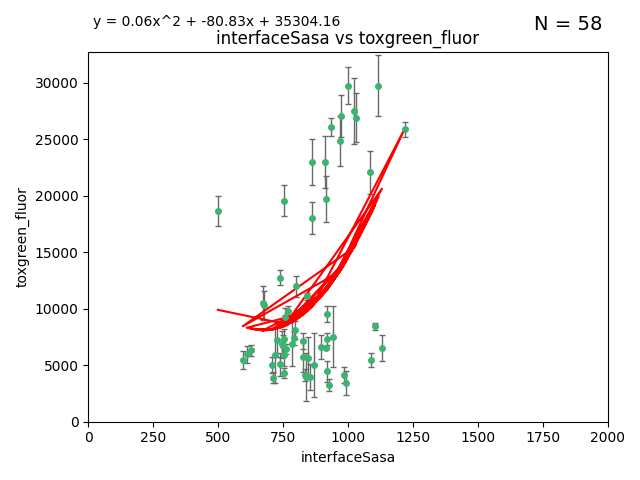 y = 0.06x^2 + -80.83x + 35304.16
N = 58
interfaceSasa vs toxgreen_fluor
toxgreen_fluor
30000
25000
20000
15000
10000
5000
0
0 250 500 750 1000 1250 1500 1750 2000
interfaceSasa